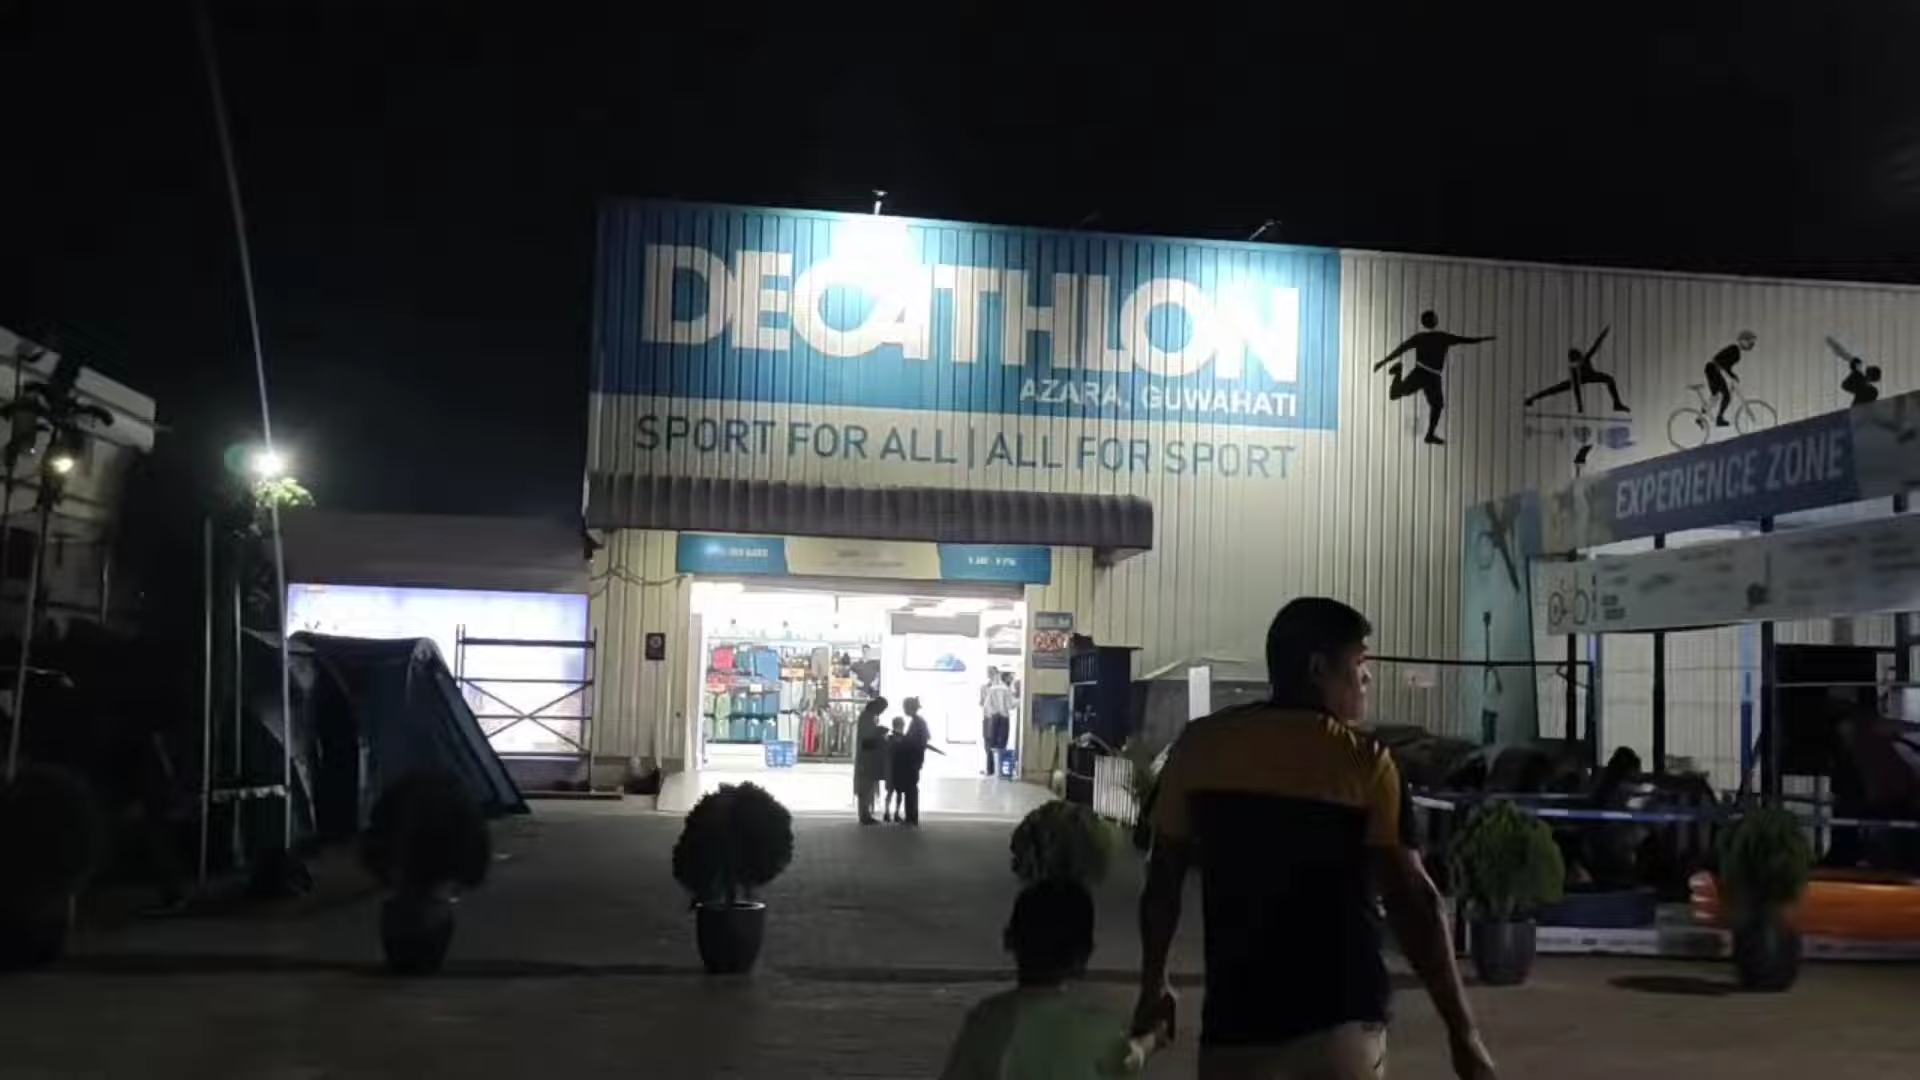 DECATHLON
AZARA, GUWAHATI
SPORT FOR ALL | ALL FOR SPORT
EXPERIENCE ZONE